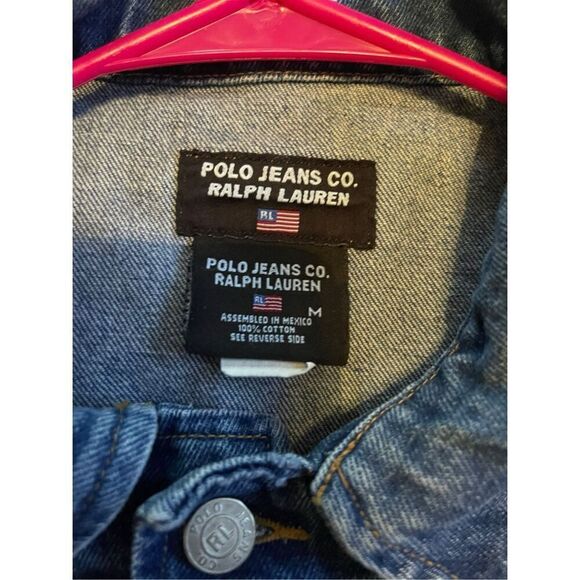 POLO JEANS CO.
RALPH LAUREN
RL
POLO JEANS CO.
RALPH LAUREN
RL
M
ASSEMBLED IN MEXICO
100% COTTON
SEE REVERSE SIDE
POLO JEANS CO.
RL